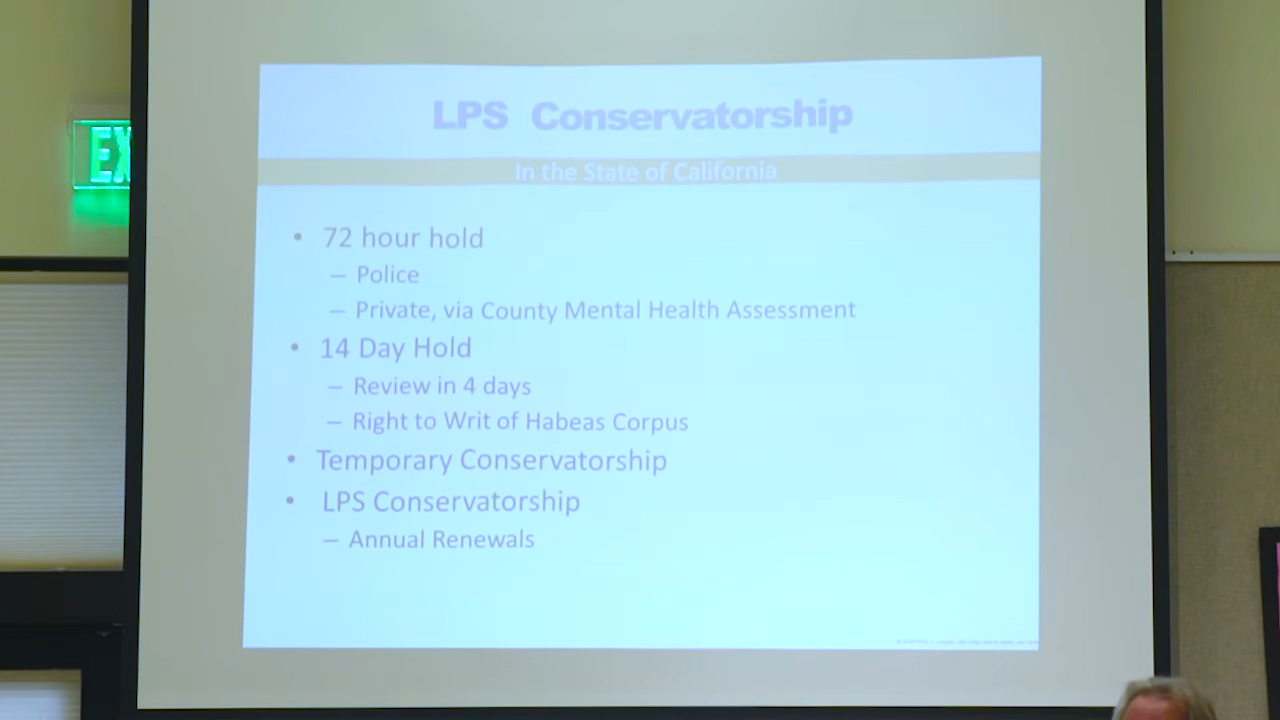 EX
LPS Conservatorship
In the State of California
• 72 hour hold
– Police
– Private, via County Mental Health Assessment
• 14 Day Hold
– Review in 4 days
– Right to Writ of Habeas Corpus
• Temporary Conservatorship
• LPS Conservatorship
– Annual Renewals